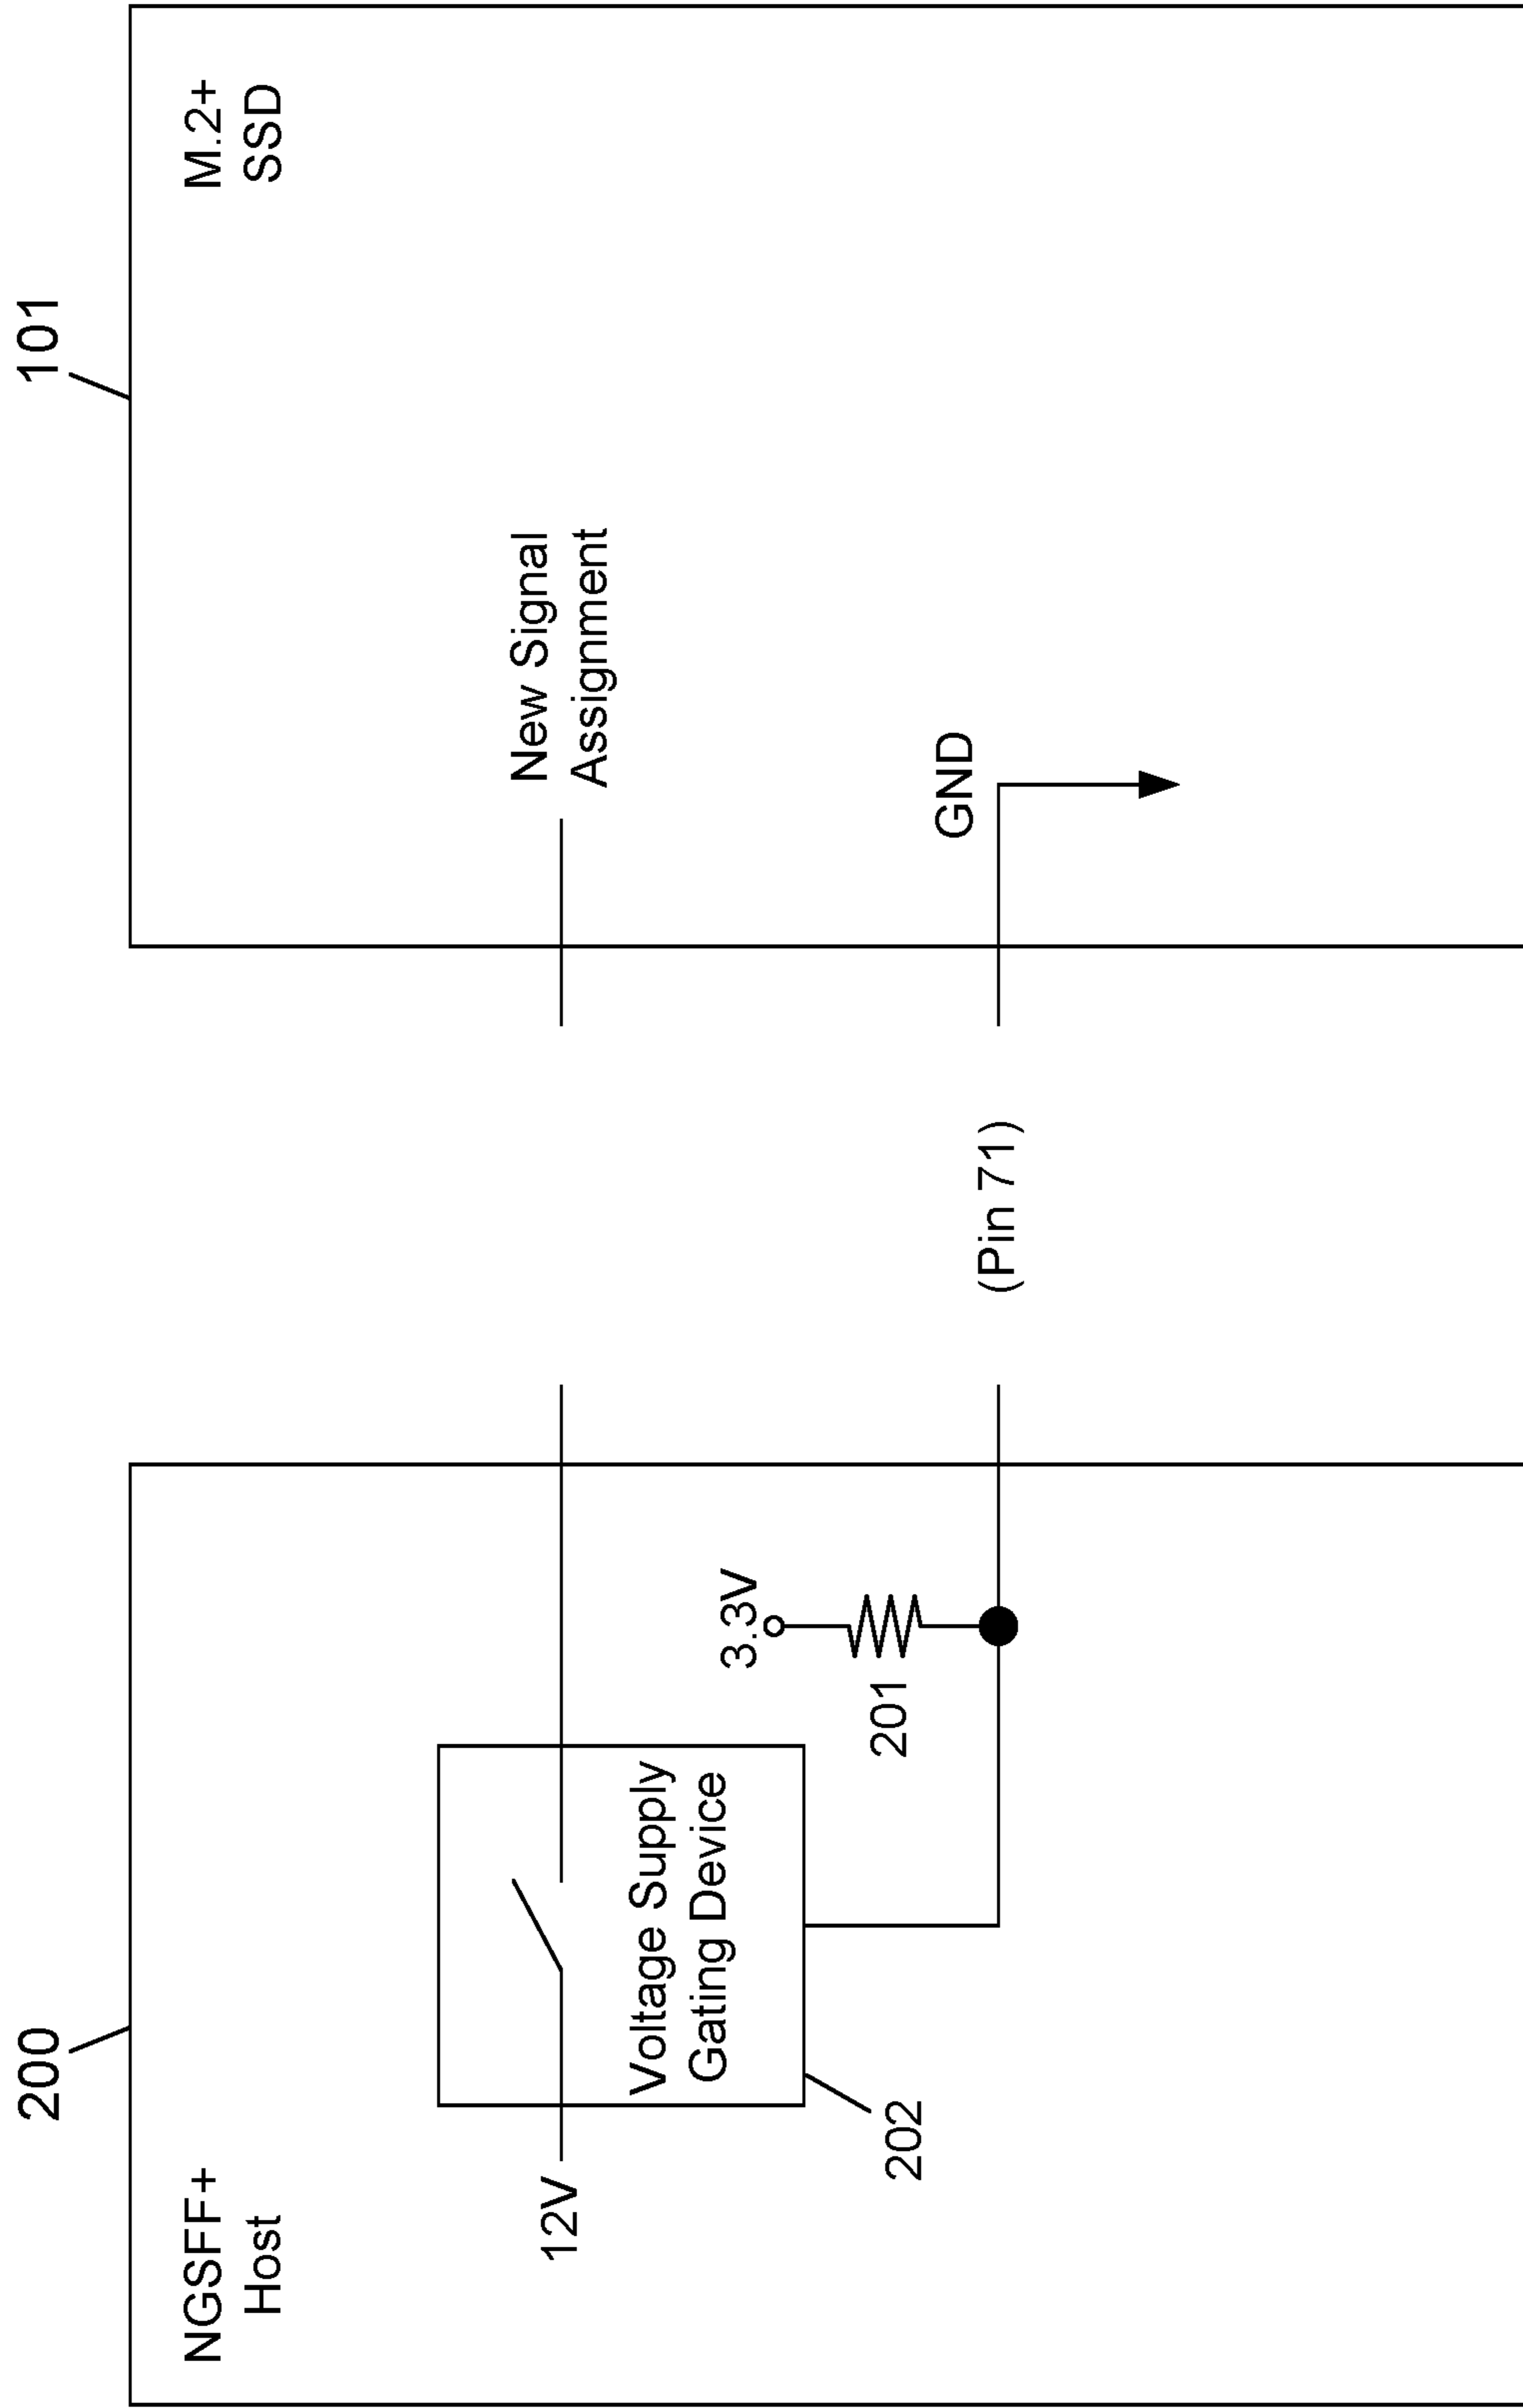 200
101
NGSFF+
Host
M.2+
SSD
12V
Voltage Supply
Gating Device
New Signal
Assignment
3.3V
201
202
(Pin 71)
GND